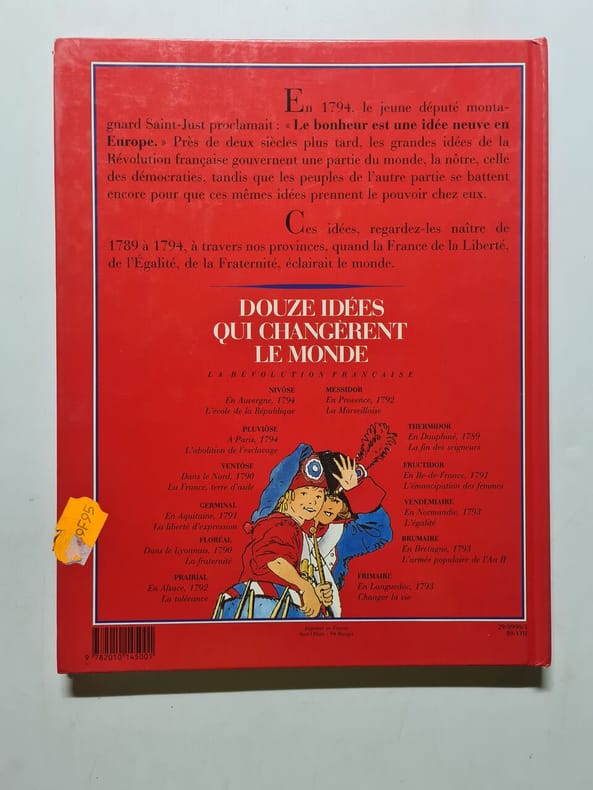 En 1794, le jeune député monta-
gnard Saint-Just proclamait : « Le bonheur est une idée neuve en
Europe. » Près de deux siècles plus tard, les grandes idées de la
Révolution française gouvernent une partie du monde, la nôtre, celle
des démocraties, tandis que les peuples de l'autre partie se battent
encore pour que ces mêmes idées prennent le pouvoir chez eux.
Ces idées, regardez-les naître de
1789 à 1794, à travers nos provinces, quand la France de la Liberté,
de l'Égalité, de la Fraternité, éclairait le monde.
DOUZE IDÉES
QUI CHANGÈRENT
LE MONDE
LA RÉVOLUTION FRANÇAISE
NIVÔSE
En Auvergne, 1794
L'école de la République
MESSIDOR
En Provence, 1792
La Marseillaise
PLUVIÔSE
A Paris, 1794
L'abolition de l'esclavage
THERMIDOR
En Dauphiné, 1789
La fin des seigneurs
VENTÔSE
Dans le Nord, 1790
La France, terre d'asile
FRUCTIDOR
En Ile-de-France, 1791
L'émancipation des femmes
GERMINAL
En Aquitaine, 1791
La liberté d'expression
VENDÉMIAIRE
En Normandie, 1793
L'égalité
FLORÉAL
Dans le Lyonnais, 1790
La fraternité
BRUMAIRE
En Bretagne, 1793
L'armée populaire de l'An II
PRAIRIAL
En Alsace, 1792
La tolérance
FRIMAIRE
En Languedoc, 1793
Changer la vie
9 782010 145001